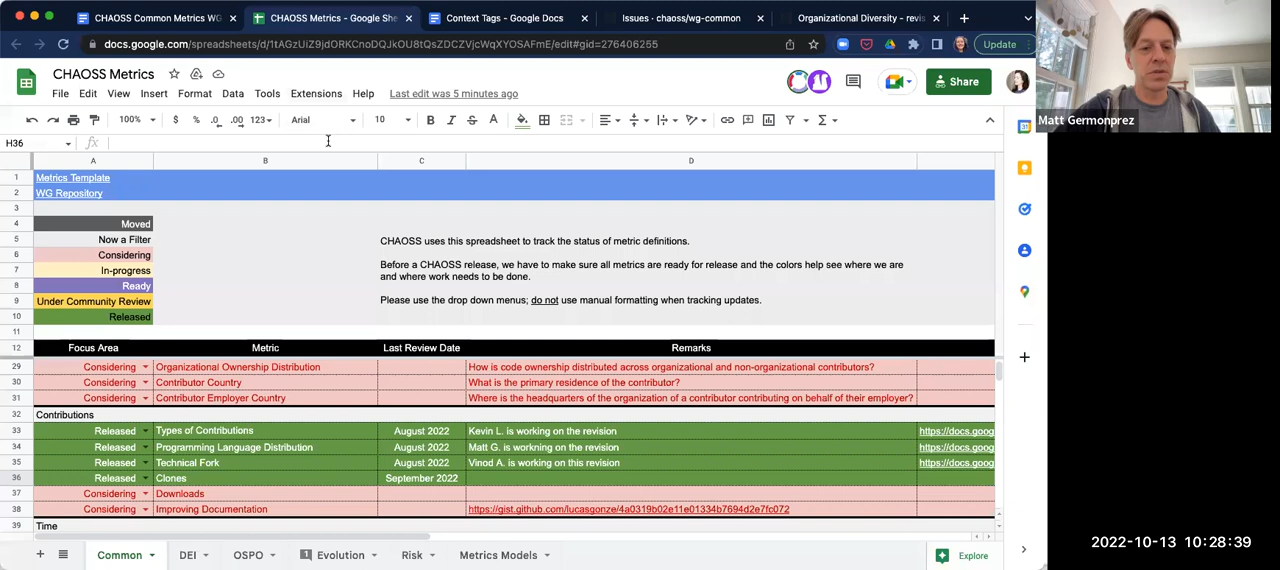 CHAOSS Common Metrics WG
CHAOSS Metrics - Google She
Context Tags - Google Docs
Issues · chaoss/wg-common
Organizational Diversity - revis
docs.google.com/spreadsheets/d/1tAGzUiZ9jdORKCnoDQJkOU8tQsZDCZVjcWqXYOSAFmE/edit#gid=276406255
Update
CHAOSS Metrics
File Edit View Insert Format Data Tools Extensions Help Last edit was 5 minutes ago
Share
100% $ % .0 .00 123 Arial 10 B I S A
H36 fx
A B C D
1 Metrics Template
2 WG Repository
3
4 Moved
5 Now a Filter CHAOSS uses this spreadsheet to track the status of metric definitions.
6 Considering
7 In-progress Before a CHAOSS release, we have to make sure all metrics are ready for release and the colors help see where we are
8 Ready and where work needs to be done.
9 Under Community Review Please use the drop down menus; do not use manual formatting when tracking updates.
10 Released
11
12 Focus Area Metric Last Review Date Remarks
29 Considering Organizational Ownership Distribution How is code ownership distributed across organizational and non-organizational contributors?
30 Considering Contributor Country What is the primary residence of the contributor?
31 Considering Contributor Employer Country Where is the headquarters of the organization of a contributor contributing on behalf of their employer?
32 Contributions
33 Released Types of Contributions August 2022 Kevin L. is working on the revision https://docs.goog
34 Released Programming Language Distribution August 2022 Matt G. is workning on the revision https://docs.goog
35 Released Technical Fork August 2022 Vinod A. is working on this revision https://docs.goog
36 Released Clones September 2022
37 Considering Downloads
38 Considering Improving Documentation https://gist.github.com/lucasgonze/4a0319b02e11e01334b7694d2e7fc072
39 Time
Common DEI OSPO 1 Evolution Risk Metrics Models Explore
Matt Germonprez
2022-10-13 10:28:39